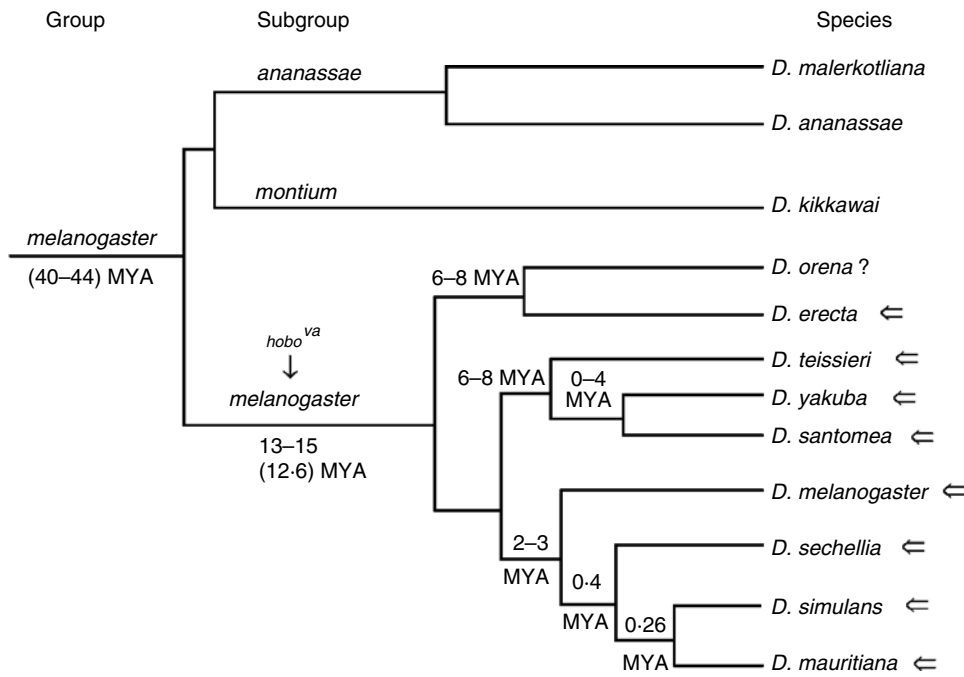 Group Subgroup Species
ananassae
D. malerkotliana
D. ananassae
montium
D. kikkawai
melanogaster
(40–44) MYA
6–8 MYA
D. orena ?
D. erecta ⇐
hobo va
↓
melanogaster
13–15
(12·6) MYA
6–8 MYA
0–4
MYA
D. teissieri ⇐
D. yakuba ⇐
D. santomea ⇐
D. melanogaster ⇐
2–3
MYA
D. sechellia ⇐
0·4
MYA
D. simulans ⇐
0·26
MYA
D. mauritiana ⇐